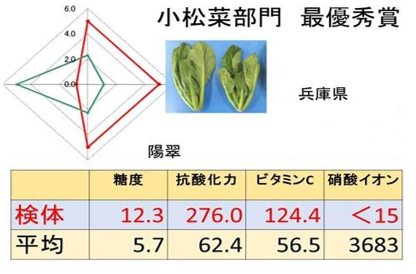 小松菜部門 最優秀賞
6.0
4.0
2.0
0.0
兵庫県
陽翠
糖度 抗酸化力 ビタミンC 硝酸イオン
検体 12.3 276.0 124.4 <15
平均 5.7 62.4 56.5 3683